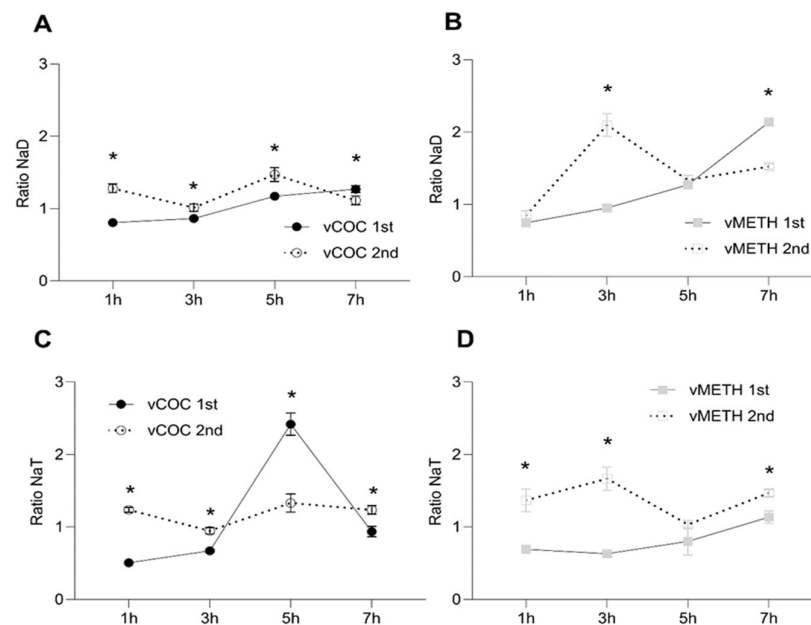 A
3
2
1
0
Ratio NaD
* * * *
vCOC 1st
vCOC 2nd
1h 3h 5h 7h
B
3
2
1
0
Ratio NaD
* *
vMETH 1st
vMETH 2nd
1h 3h 5h 7h
C
3
2
1
0
Ratio NaT
vCOC 1st
vCOC 2nd
* * * *
1h 3h 5h 7h
D
3
2
1
0
Ratio NaT
vMETH 1st
vMETH 2nd
* * *
1h 3h 5h 7h